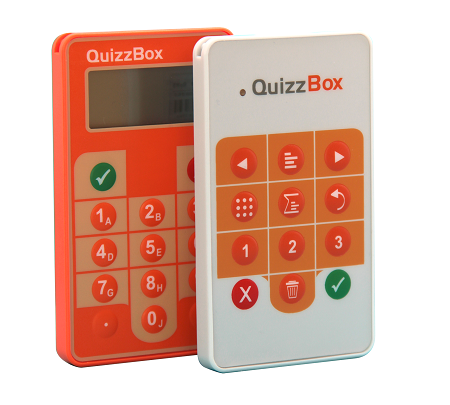 QuizzBox
1A 2B
4D 5E
7G 8H
0J
QuizzBox
1 2 3
X